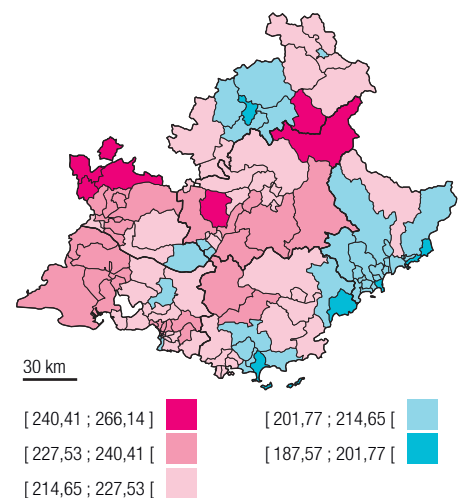 30 km
[ 240,41 ; 266,14 ]
[ 227,53 ; 240,41 [
[ 214,65 ; 227,53 [
[ 201,77 ; 214,65 [
[ 187,57 ; 201,77 [